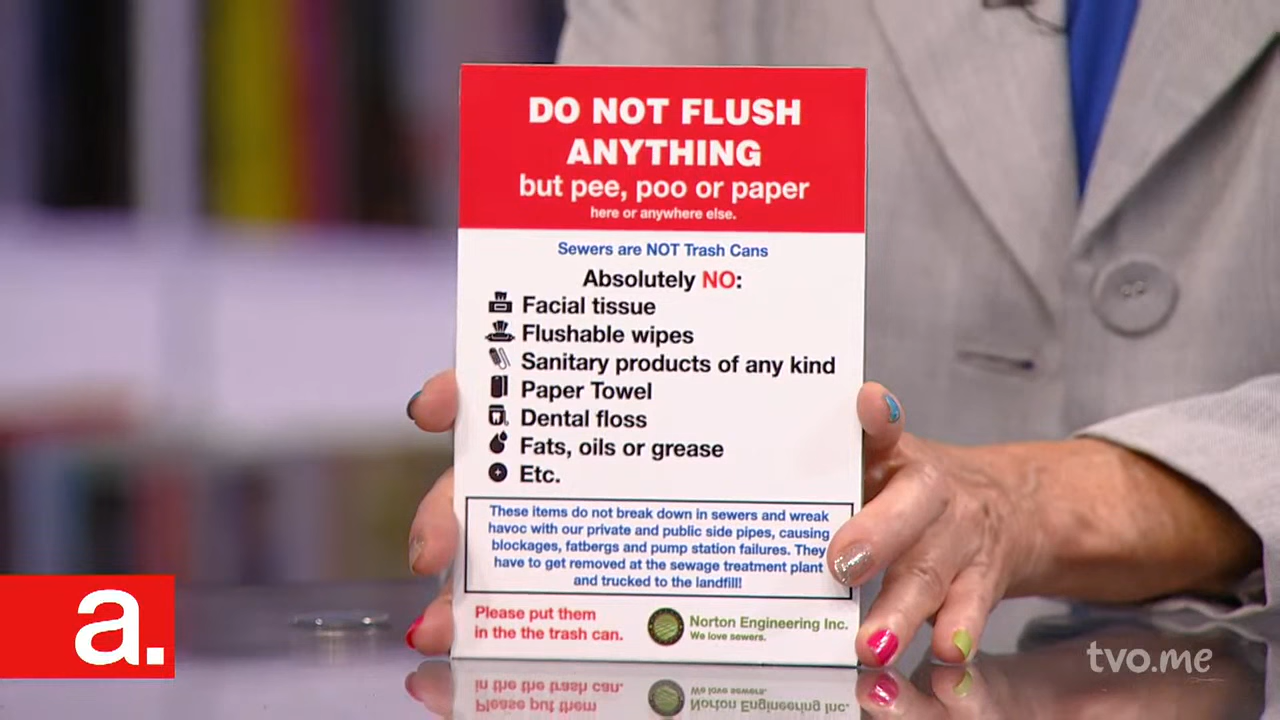 DO NOT FLUSH
ANYTHING
but pee, poo or paper
here or anywhere else.
Sewers are NOT Trash Cans
Absolutely NO:
Facial tissue
Flushable wipes
Sanitary products of any kind
Paper Towel
Dental floss
Fats, oils or grease
Etc.
These items do not break down in sewers and wreak
havoc with our private and public side pipes, causing
blockages, fatbergs and pump station failures. They
have to get removed at the sewage treatment plant
and trucked to the landfill!
Please put them
in the the trash can.
Norton Engineering Inc.
We love sewers.
a.
tvo.me